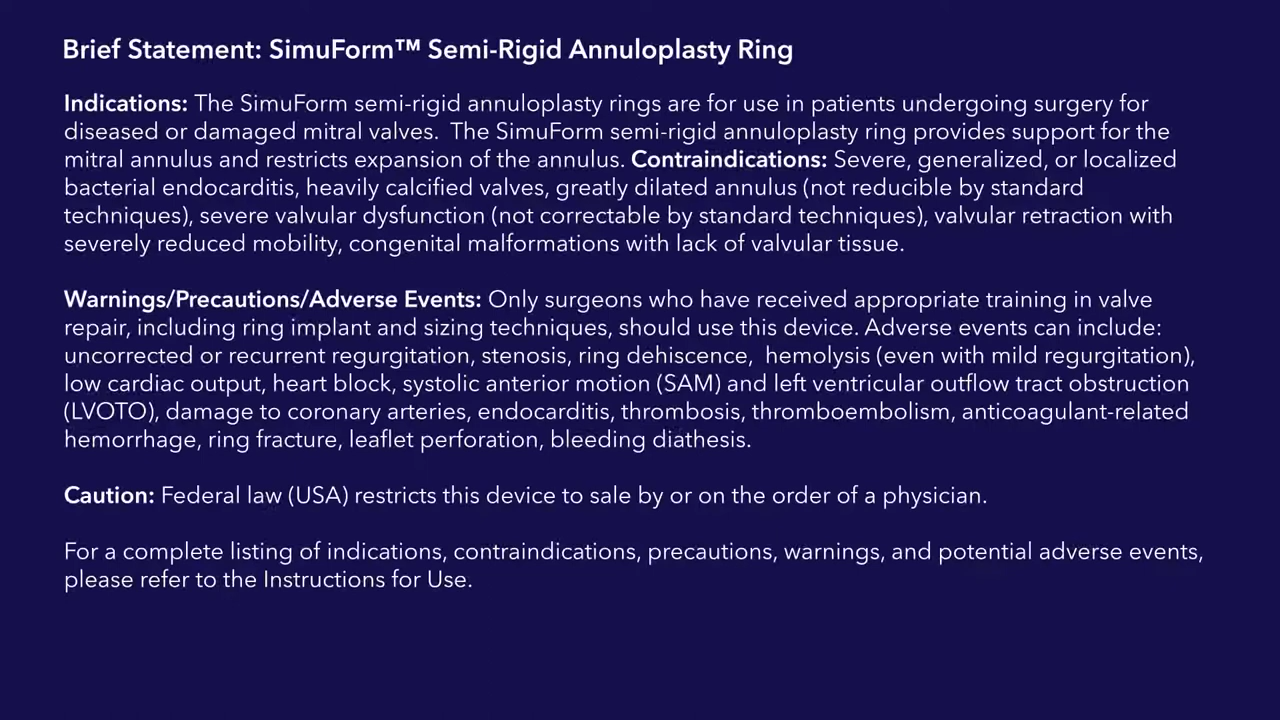 Brief Statement: SimuForm™ Semi-Rigid Annuloplasty Ring
Indications: The SimuForm semi-rigid annuloplasty rings are for use in patients undergoing surgery for
diseased or damaged mitral valves.  The SimuForm semi-rigid annuloplasty ring provides support for the
mitral annulus and restricts expansion of the annulus. Contraindications: Severe, generalized, or localized
bacterial endocarditis, heavily calcified valves, greatly dilated annulus (not reducible by standard
techniques), severe valvular dysfunction (not correctable by standard techniques), valvular retraction with
severely reduced mobility, congenital malformations with lack of valvular tissue.
Warnings/Precautions/Adverse Events: Only surgeons who have received appropriate training in valve
repair, including ring implant and sizing techniques, should use this device. Adverse events can include:
uncorrected or recurrent regurgitation, stenosis, ring dehiscence,  hemolysis (even with mild regurgitation),
low cardiac output, heart block, systolic anterior motion (SAM) and left ventricular outflow tract obstruction
(LVOTO), damage to coronary arteries, endocarditis, thrombosis, thromboembolism, anticoagulant-related
hemorrhage, ring fracture, leaflet perforation, bleeding diathesis.
Caution: Federal law (USA) restricts this device to sale by or on the order of a physician.
For a complete listing of indications, contraindications, precautions, warnings, and potential adverse events,
please refer to the Instructions for Use.